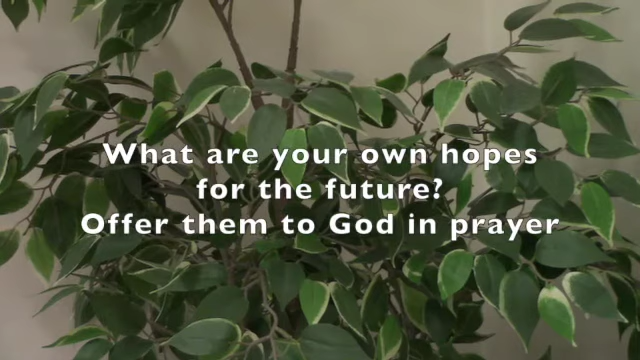 What are your own hopes
for the future?
Offer them to God in prayer